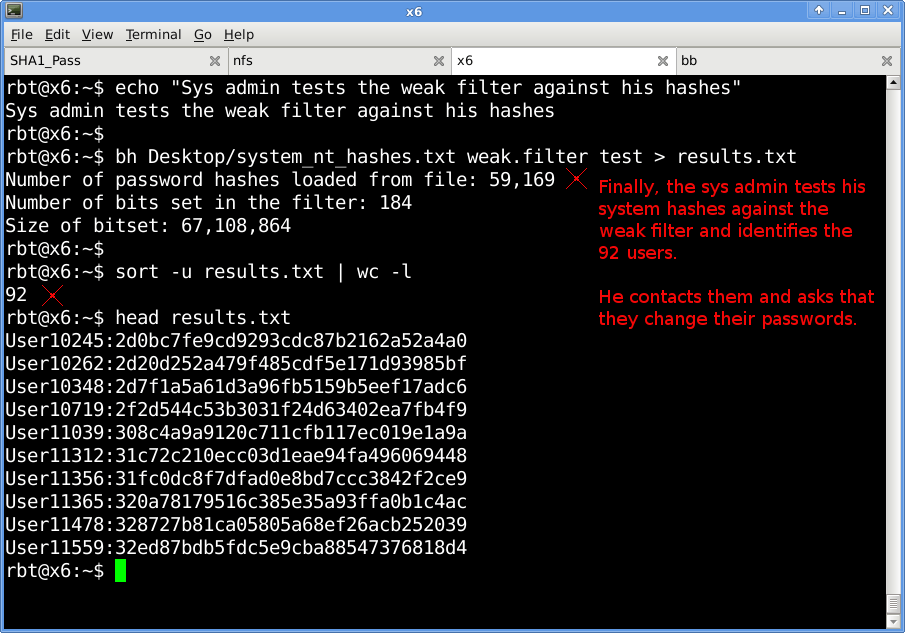 x6
File Edit View Terminal Go Help
SHA1_Pass nfs x6 bb
rbt@x6:~$ echo "Sys admin tests the weak filter against his hashes"
Sys admin tests the weak filter against his hashes
rbt@x6:~$
rbt@x6:~$ bh Desktop/system_nt_hashes.txt weak.filter test > results.txt
Number of password hashes loaded from file: 59,169
Number of bits set in the filter: 184
Size of bitset: 67,108,864
rbt@x6:~$
rbt@x6:~$ sort -u results.txt | wc -l
92
rbt@x6:~$ head results.txt
User10245:2d0bc7fe9cd9293cdc87b2162a52a4a0
User10262:2d20d252a479f485cdf5e171d93985bf
User10348:2d7f1a5a61d3a96fb5159b5eef17adc6
User10719:2f2d544c53b3031f24d63402ea7fb4f9
User11039:308c4a9a9120c711cfb117ec019e1a9a
User11312:31c72c210ecc03d1eae94fa496069448
User11356:31fc0dc8f7dfad0e8bd7ccc3842f2ce9
User11365:320a78179516c385e35a93ffa0b1c4ac
User11478:328727b81ca05805a68ef26acb252039
User11559:32ed87bdb5fdc5e9cba88547376818d4
rbt@x6:~$
Finally, the sys admin tests his
system hashes against the
weak filter and identifies the
92 users.
He contacts them and asks that
they change their passwords.